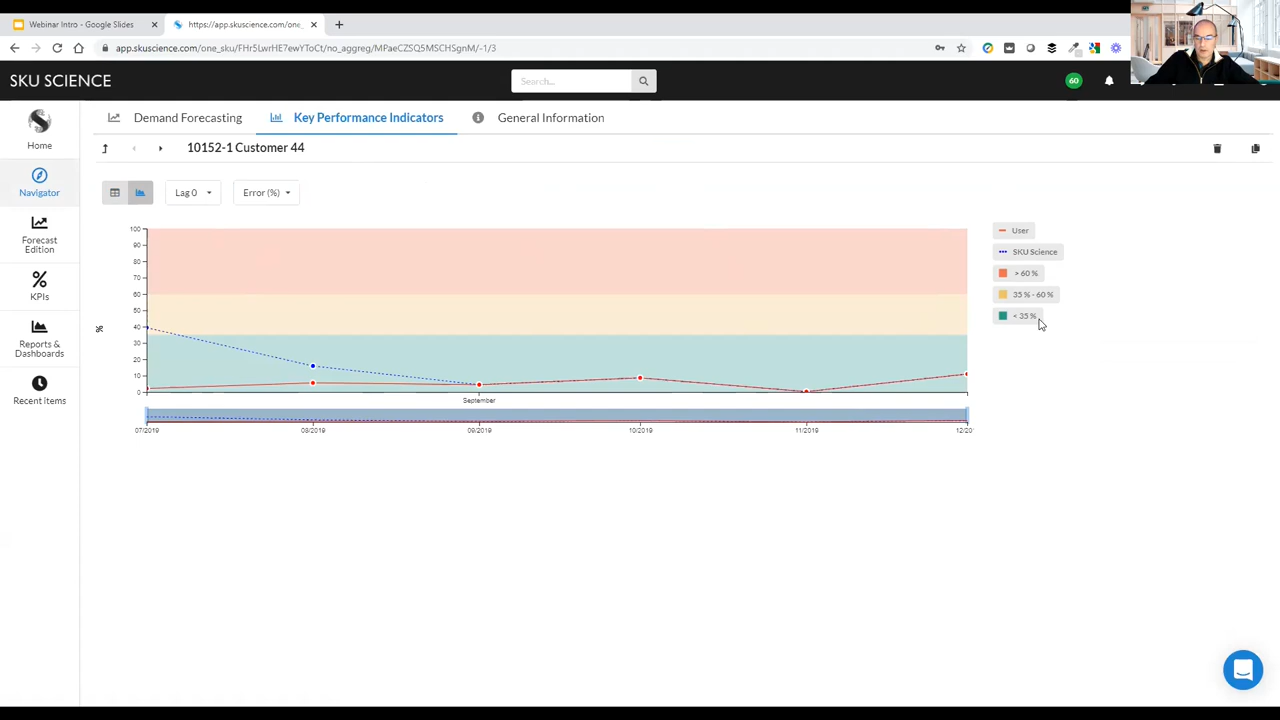 Webinar Intro - Google Slides
https://app.skuscience.com/one_
app.skuscience.com/one_sku/FHr5LwrHE7ewYToCt/no_aggreg/MPaeCZSQ5MSCHSgnM/-1/3
SKU SCIENCE
Search...
60
Home
Navigator
Forecast
Edition
KPIs
Reports &
Dashboards
Recent items
Demand Forecasting
Key Performance Indicators
General Information
10152-1 Customer 44
Lag 0
Error (%)
100
90
80
70
60
50
40
30
20
10
0
%
September
07/2019
08/2019
09/2019
10/2019
11/2019
12/20
User
SKU Science
> 60 %
35 % - 60 %
< 35 %